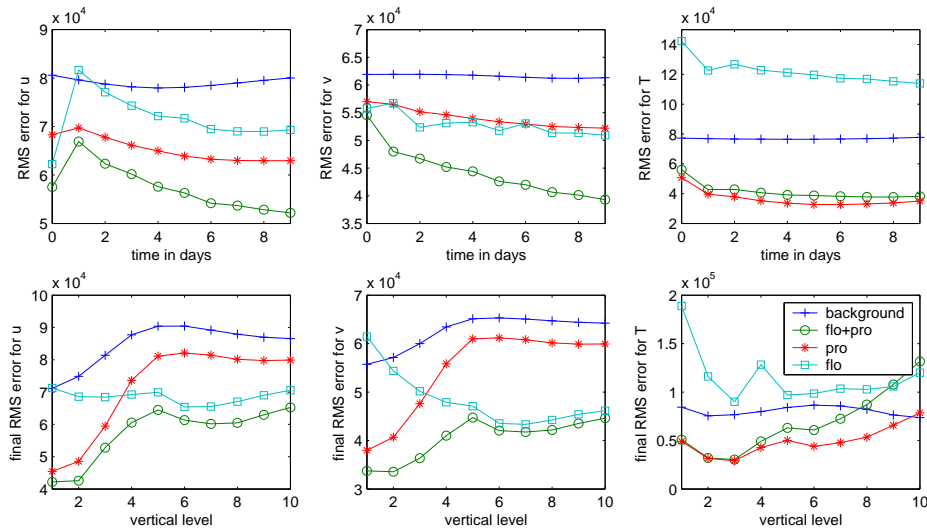 x 10^4
9
8
7
6
5
RMS error for u
0 2 4 6 8
time in days
x 10^4
7
6.5
6
5.5
5
4.5
4
3.5
RMS error for v
0 2 4 6 8
time in days
x 10^4
14
12
10
8
6
4
2
RMS error for T
0 2 4 6 8
time in days
x 10^4
10
9
8
7
6
5
4
final RMS error for u
2 4 6 8 10
vertical level
x 10^4
7
6
5
4
3
final RMS error for v
0 2 4 6 8 10
vertical level
x 10^5
2
1.5
1
0.5
0
final RMS error for T
0 2 4 6 8 10
vertical level
background
flo+pro
pro
flo